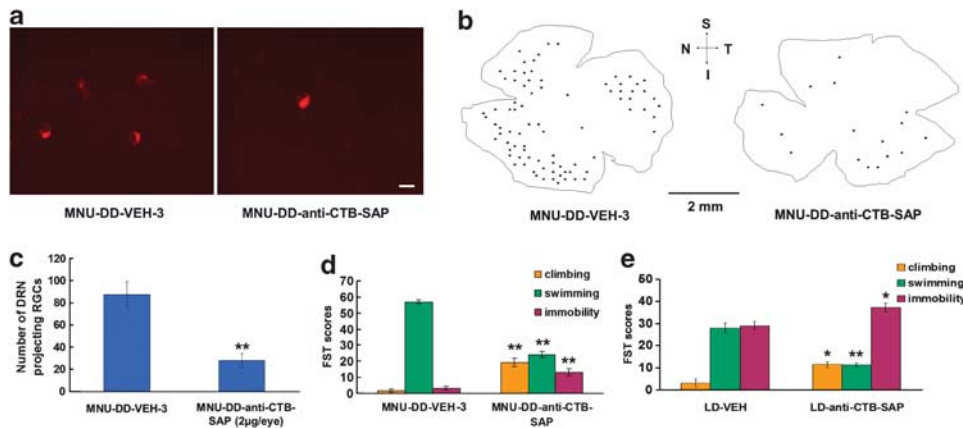 a
MNU-DD-VEH-3
MNU-DD-anti-CTB-SAP
b
S
N T
I
MNU-DD-VEH-3
2 mm
MNU-DD-anti-CTB-SAP
c
Number of DRN
projecting RGCs
120
100
80
60
40
20
0
**
MNU-DD-VEH-3
MNU-DD-anti-CTB-
SAP (2µg/eye)
d
FST scores
70
60
50
40
30
20
10
0
climbing
swimming
immobility
** ** **
MNU-DD-VEH-3
MNU-DD-anti-CTB-
SAP
e
FST scores
50
40
30
20
10
0
climbing
swimming
immobility
* ** *
LD-VEH
LD-anti-CTB-SAP